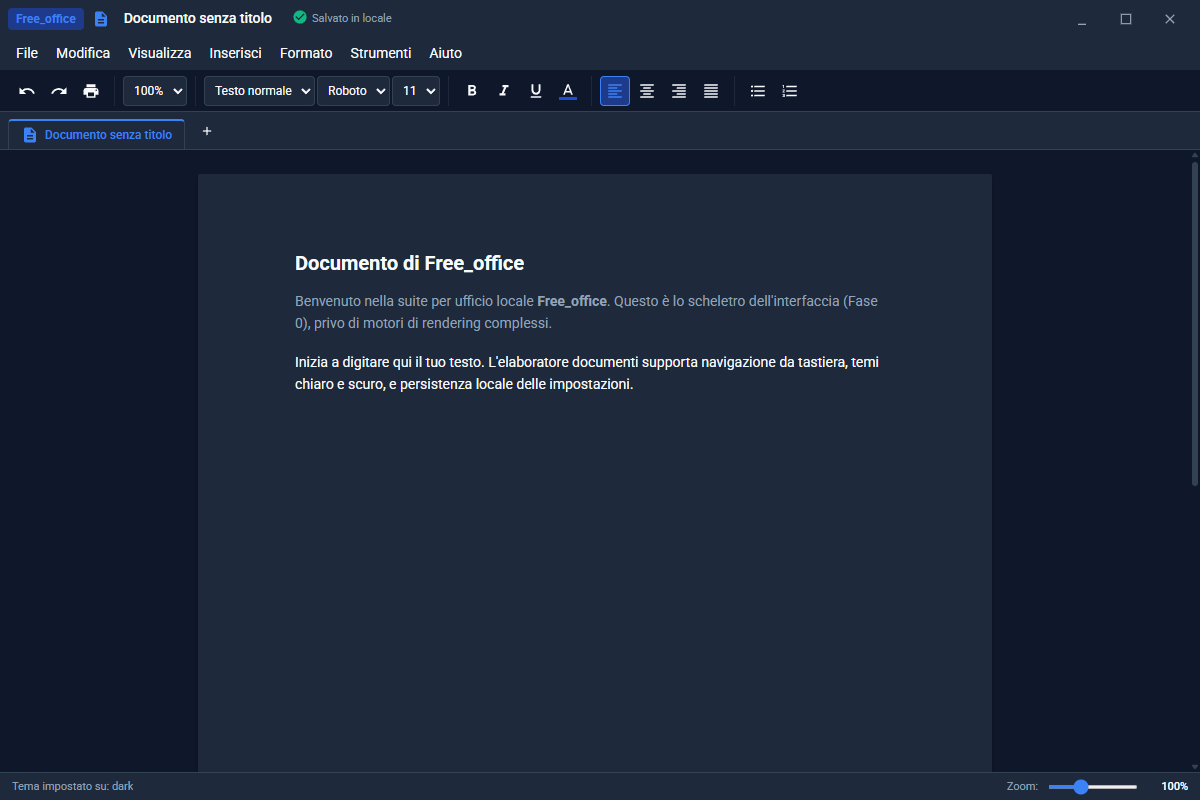 Free_office Documento senza titolo Salvato in locale
File Modifica Visualizza Inserisci Formato Strumenti Aiuto
100% Testo normale Roboto 11 B I U A
Documento senza titolo +
Documento di Free_office
Benvenuto nella suite per ufficio locale Free_office. Questo è lo scheletro dell'interfaccia (Fase
0), privo di motori di rendering complessi.
Inizia a digitare qui il tuo testo. L'elaboratore documenti supporta navigazione da tastiera, temi
chiaro e scuro, e persistenza locale delle impostazioni.
Tema impostato su: dark Zoom: 100%